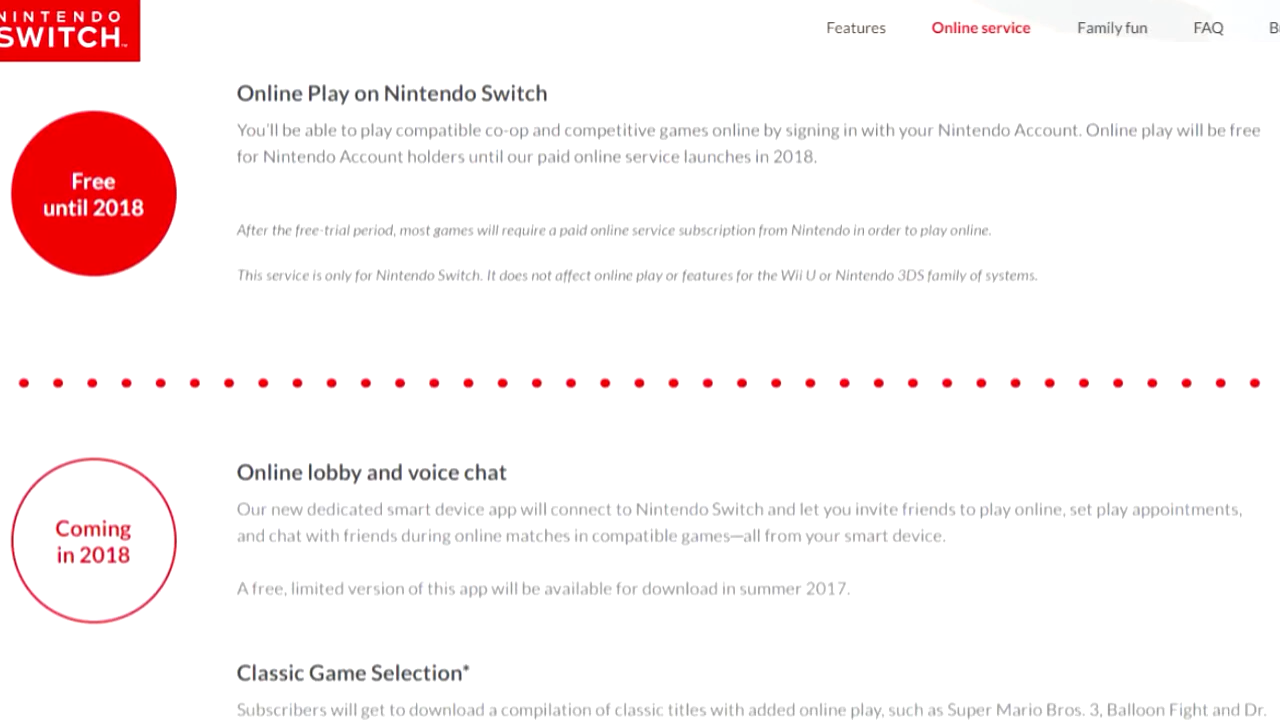 NINTENDO
SWITCH™
Features
Online service
Family fun
FAQ
Online Play on Nintendo Switch
You'll be able to play compatible co-op and competitive games online by signing in with your Nintendo Account. Online play will be free
for Nintendo Account holders until our paid online service launches in 2018.
Free
until 2018
After the free-trial period, most games will require a paid online service subscription from Nintendo in order to play online.
This service is only for Nintendo Switch. It does not affect online play or features for the Wii U or Nintendo 3DS family of systems.
Online lobby and voice chat
Our new dedicated smart device app will connect to Nintendo Switch and let you invite friends to play online, set play appointments,
and chat with friends during online matches in compatible games—all from your smart device.
Coming
in 2018
A free, limited version of this app will be available for download in summer 2017.
Classic Game Selection*
Subscribers will get to download a compilation of classic titles with added online play, such as Super Mario Bros. 3, Balloon Fight and Dr.